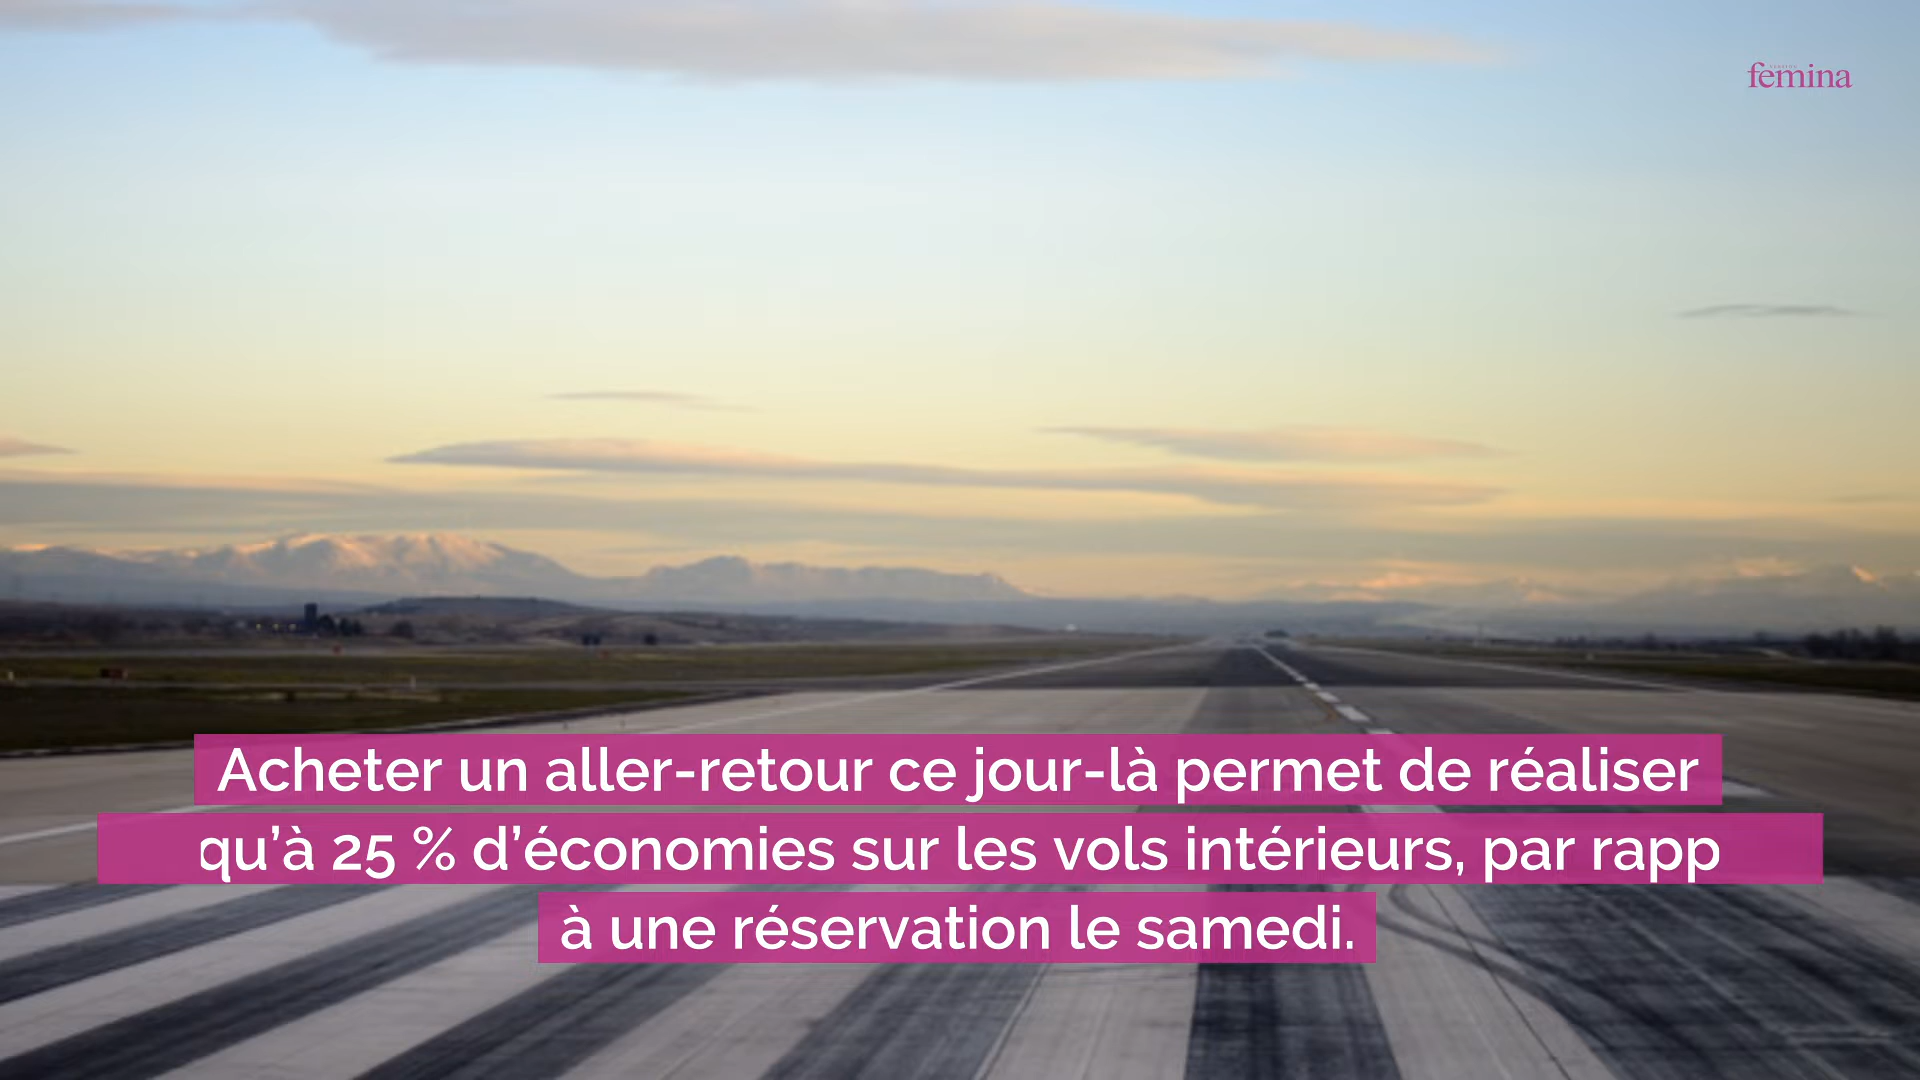 femina
Acheter un aller-retour ce jour-là permet de réaliser
qu’à 25 % d’économies sur les vols intérieurs, par rapp
à une réservation le samedi.